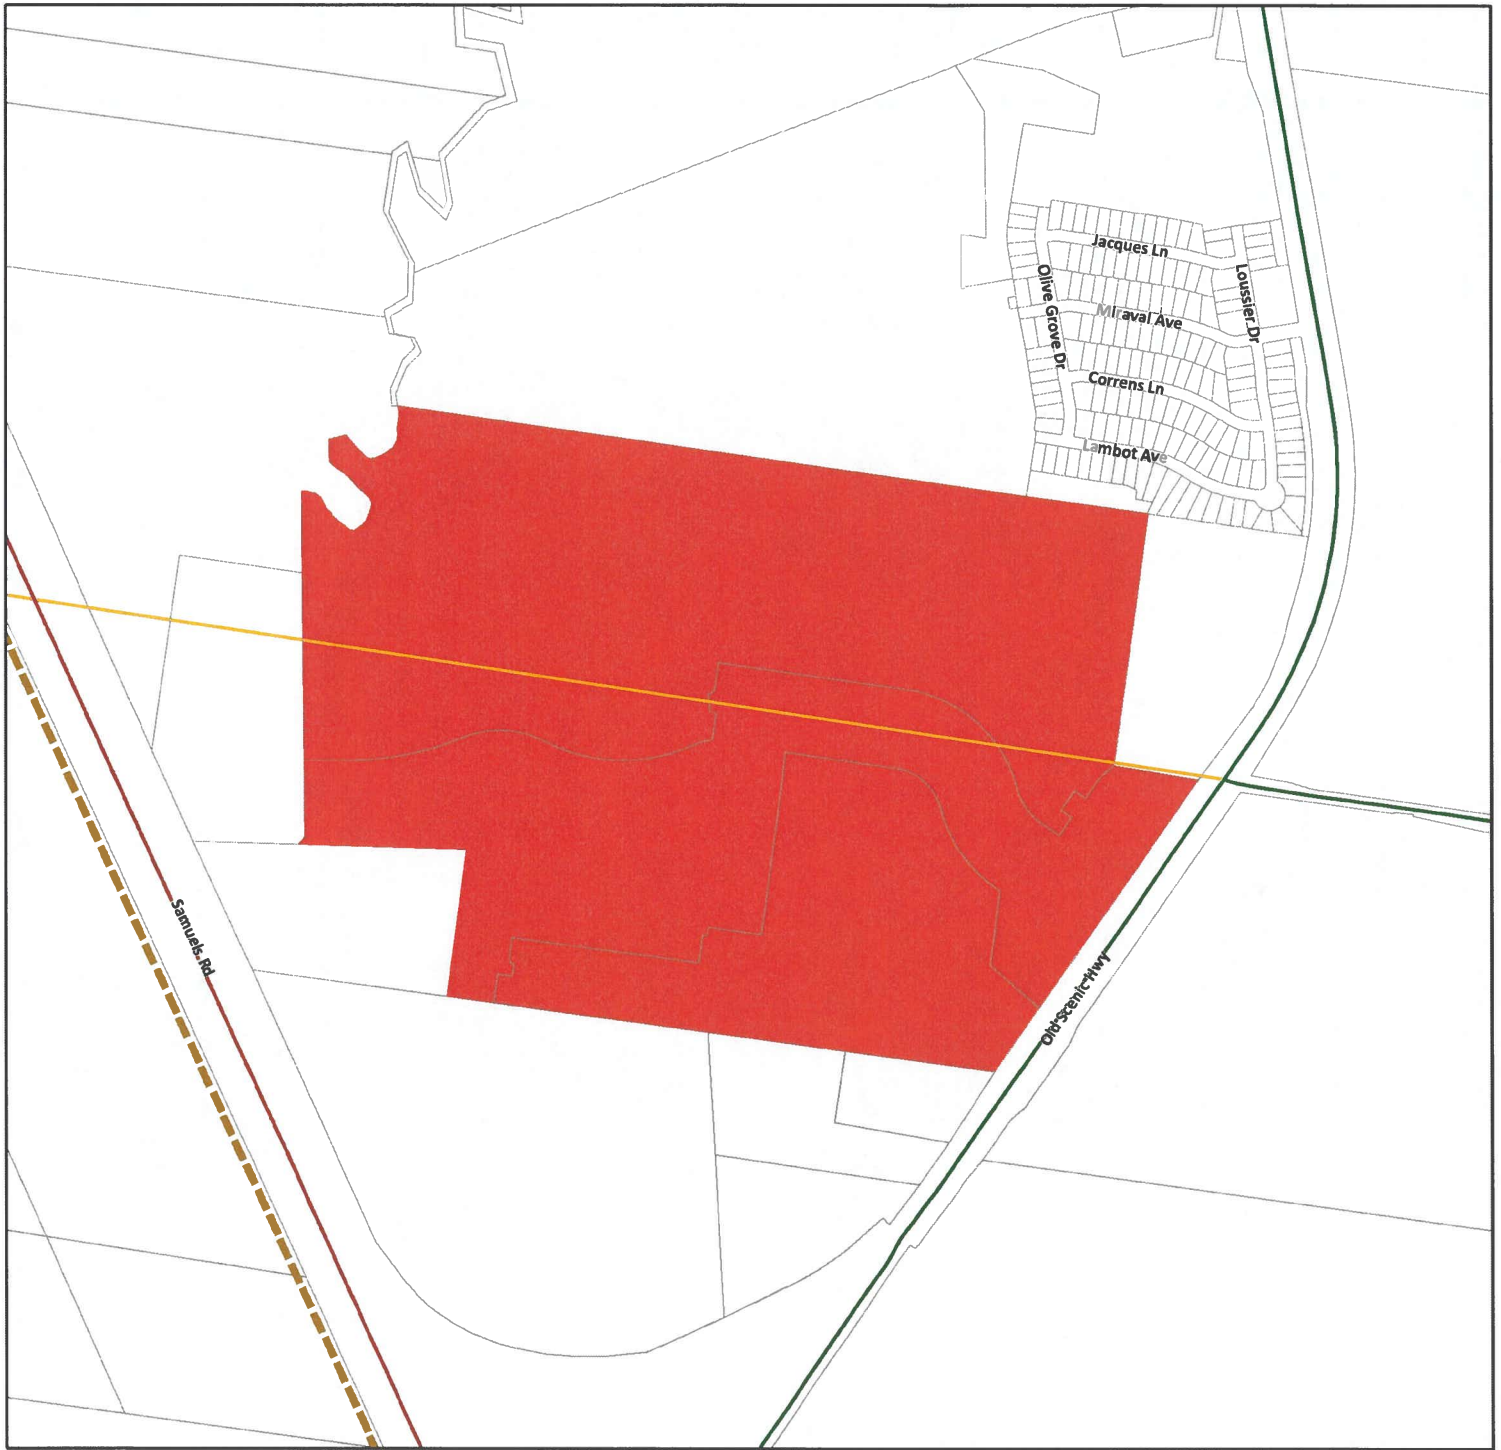 Jacques Ln
Olive Grove Dr
Loussier Dr
Miraval Ave
Correns Ln
Lambot Ave
Samuels Rd
Old Scenic Hwy